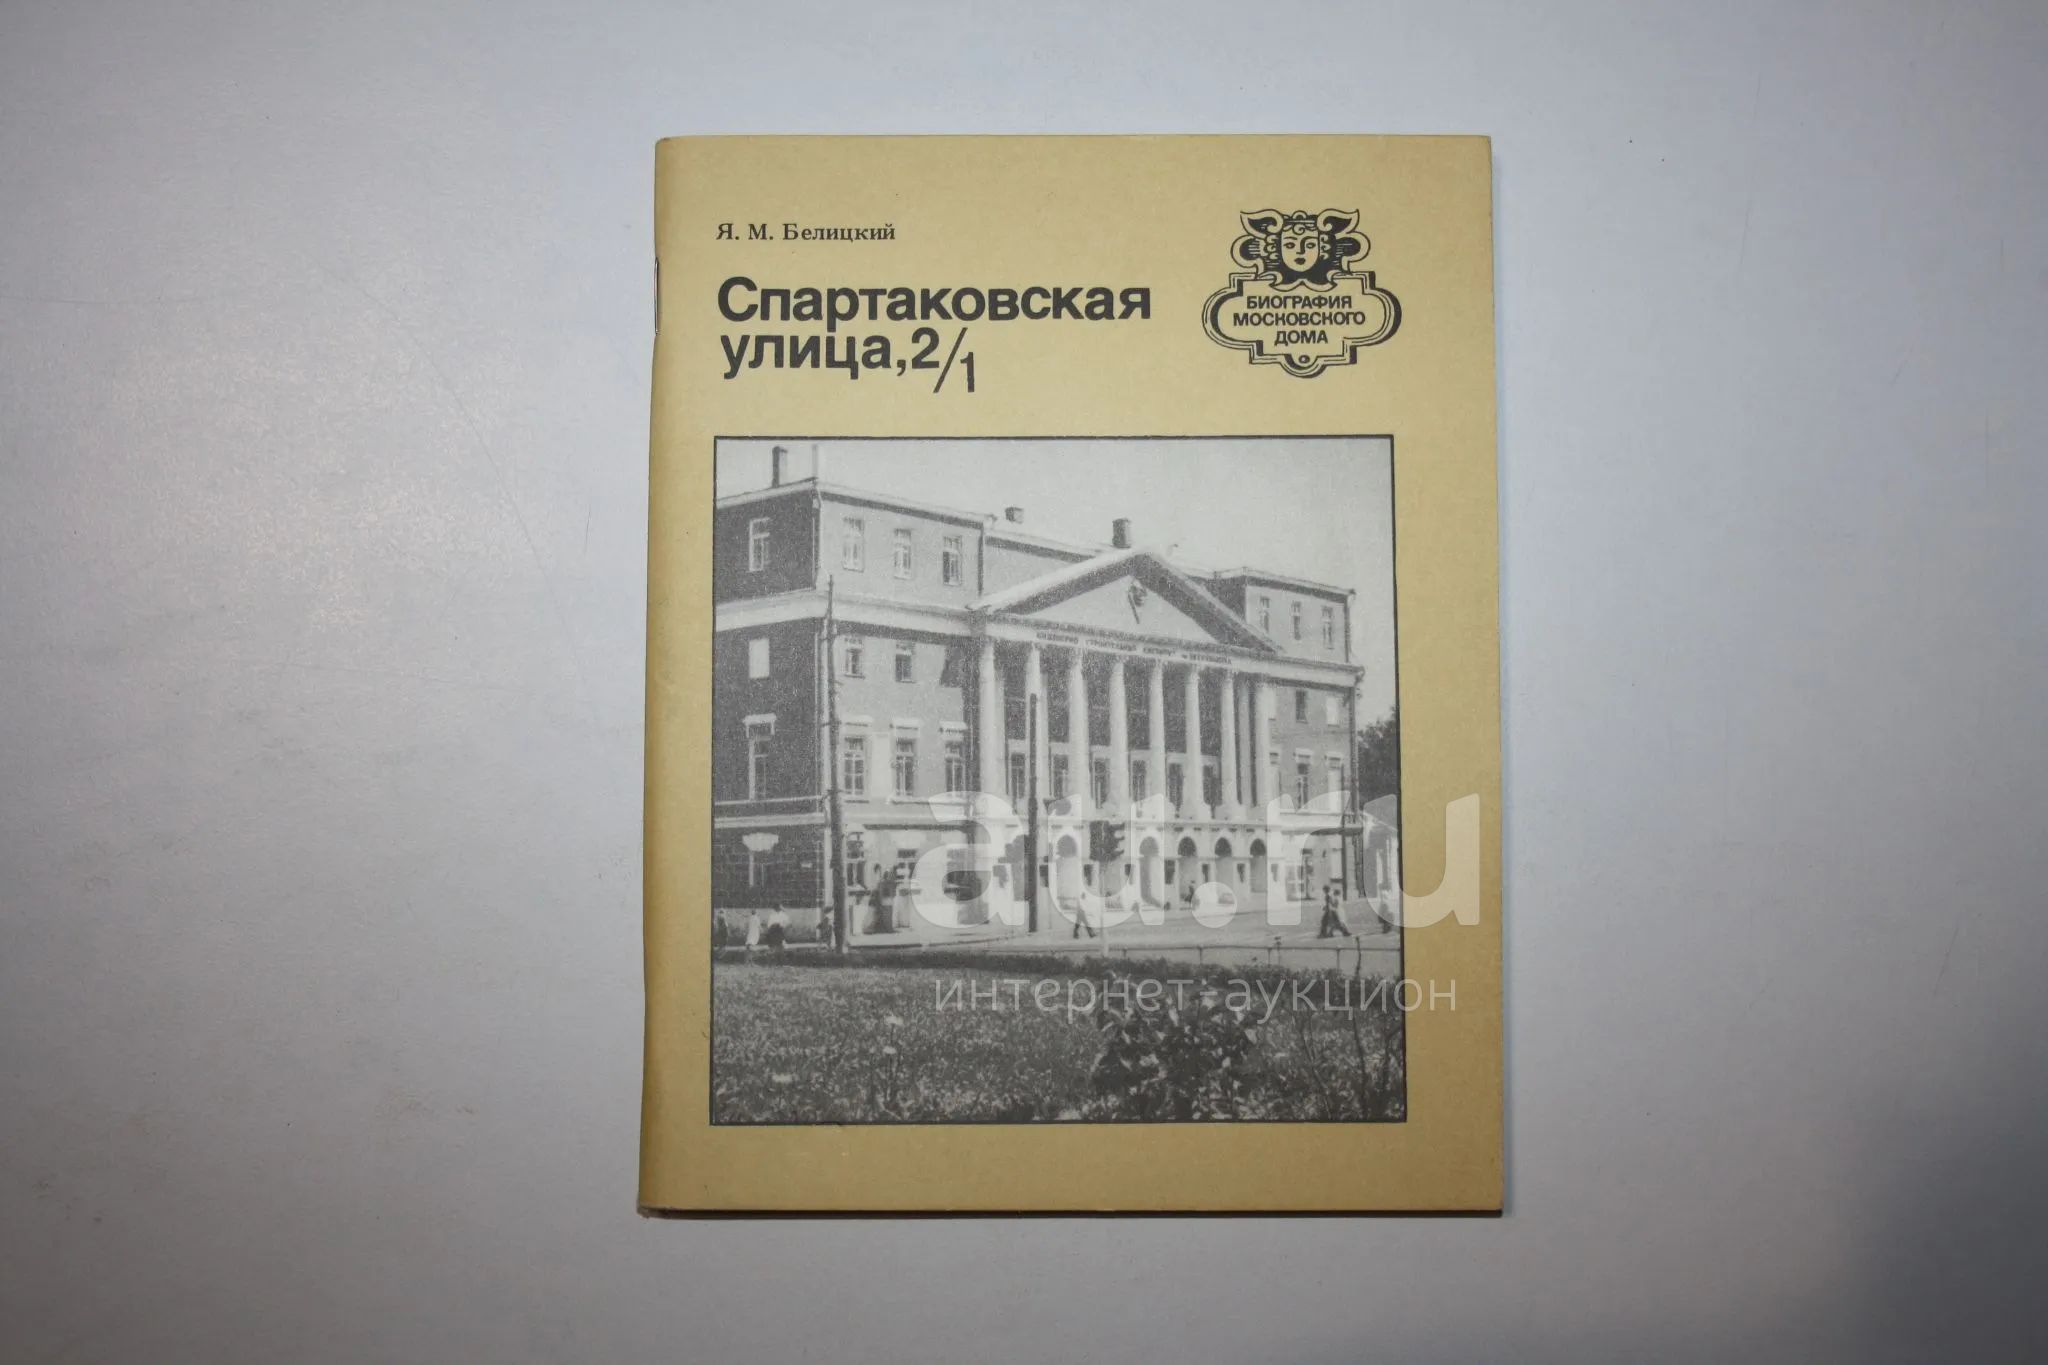 Я. М. Белицкий
Спартаковская
улица, 2/1
БИОГРАФИЯ
МОСКОВСКОГО
ДОМА
au.ru
интернет-аукцион